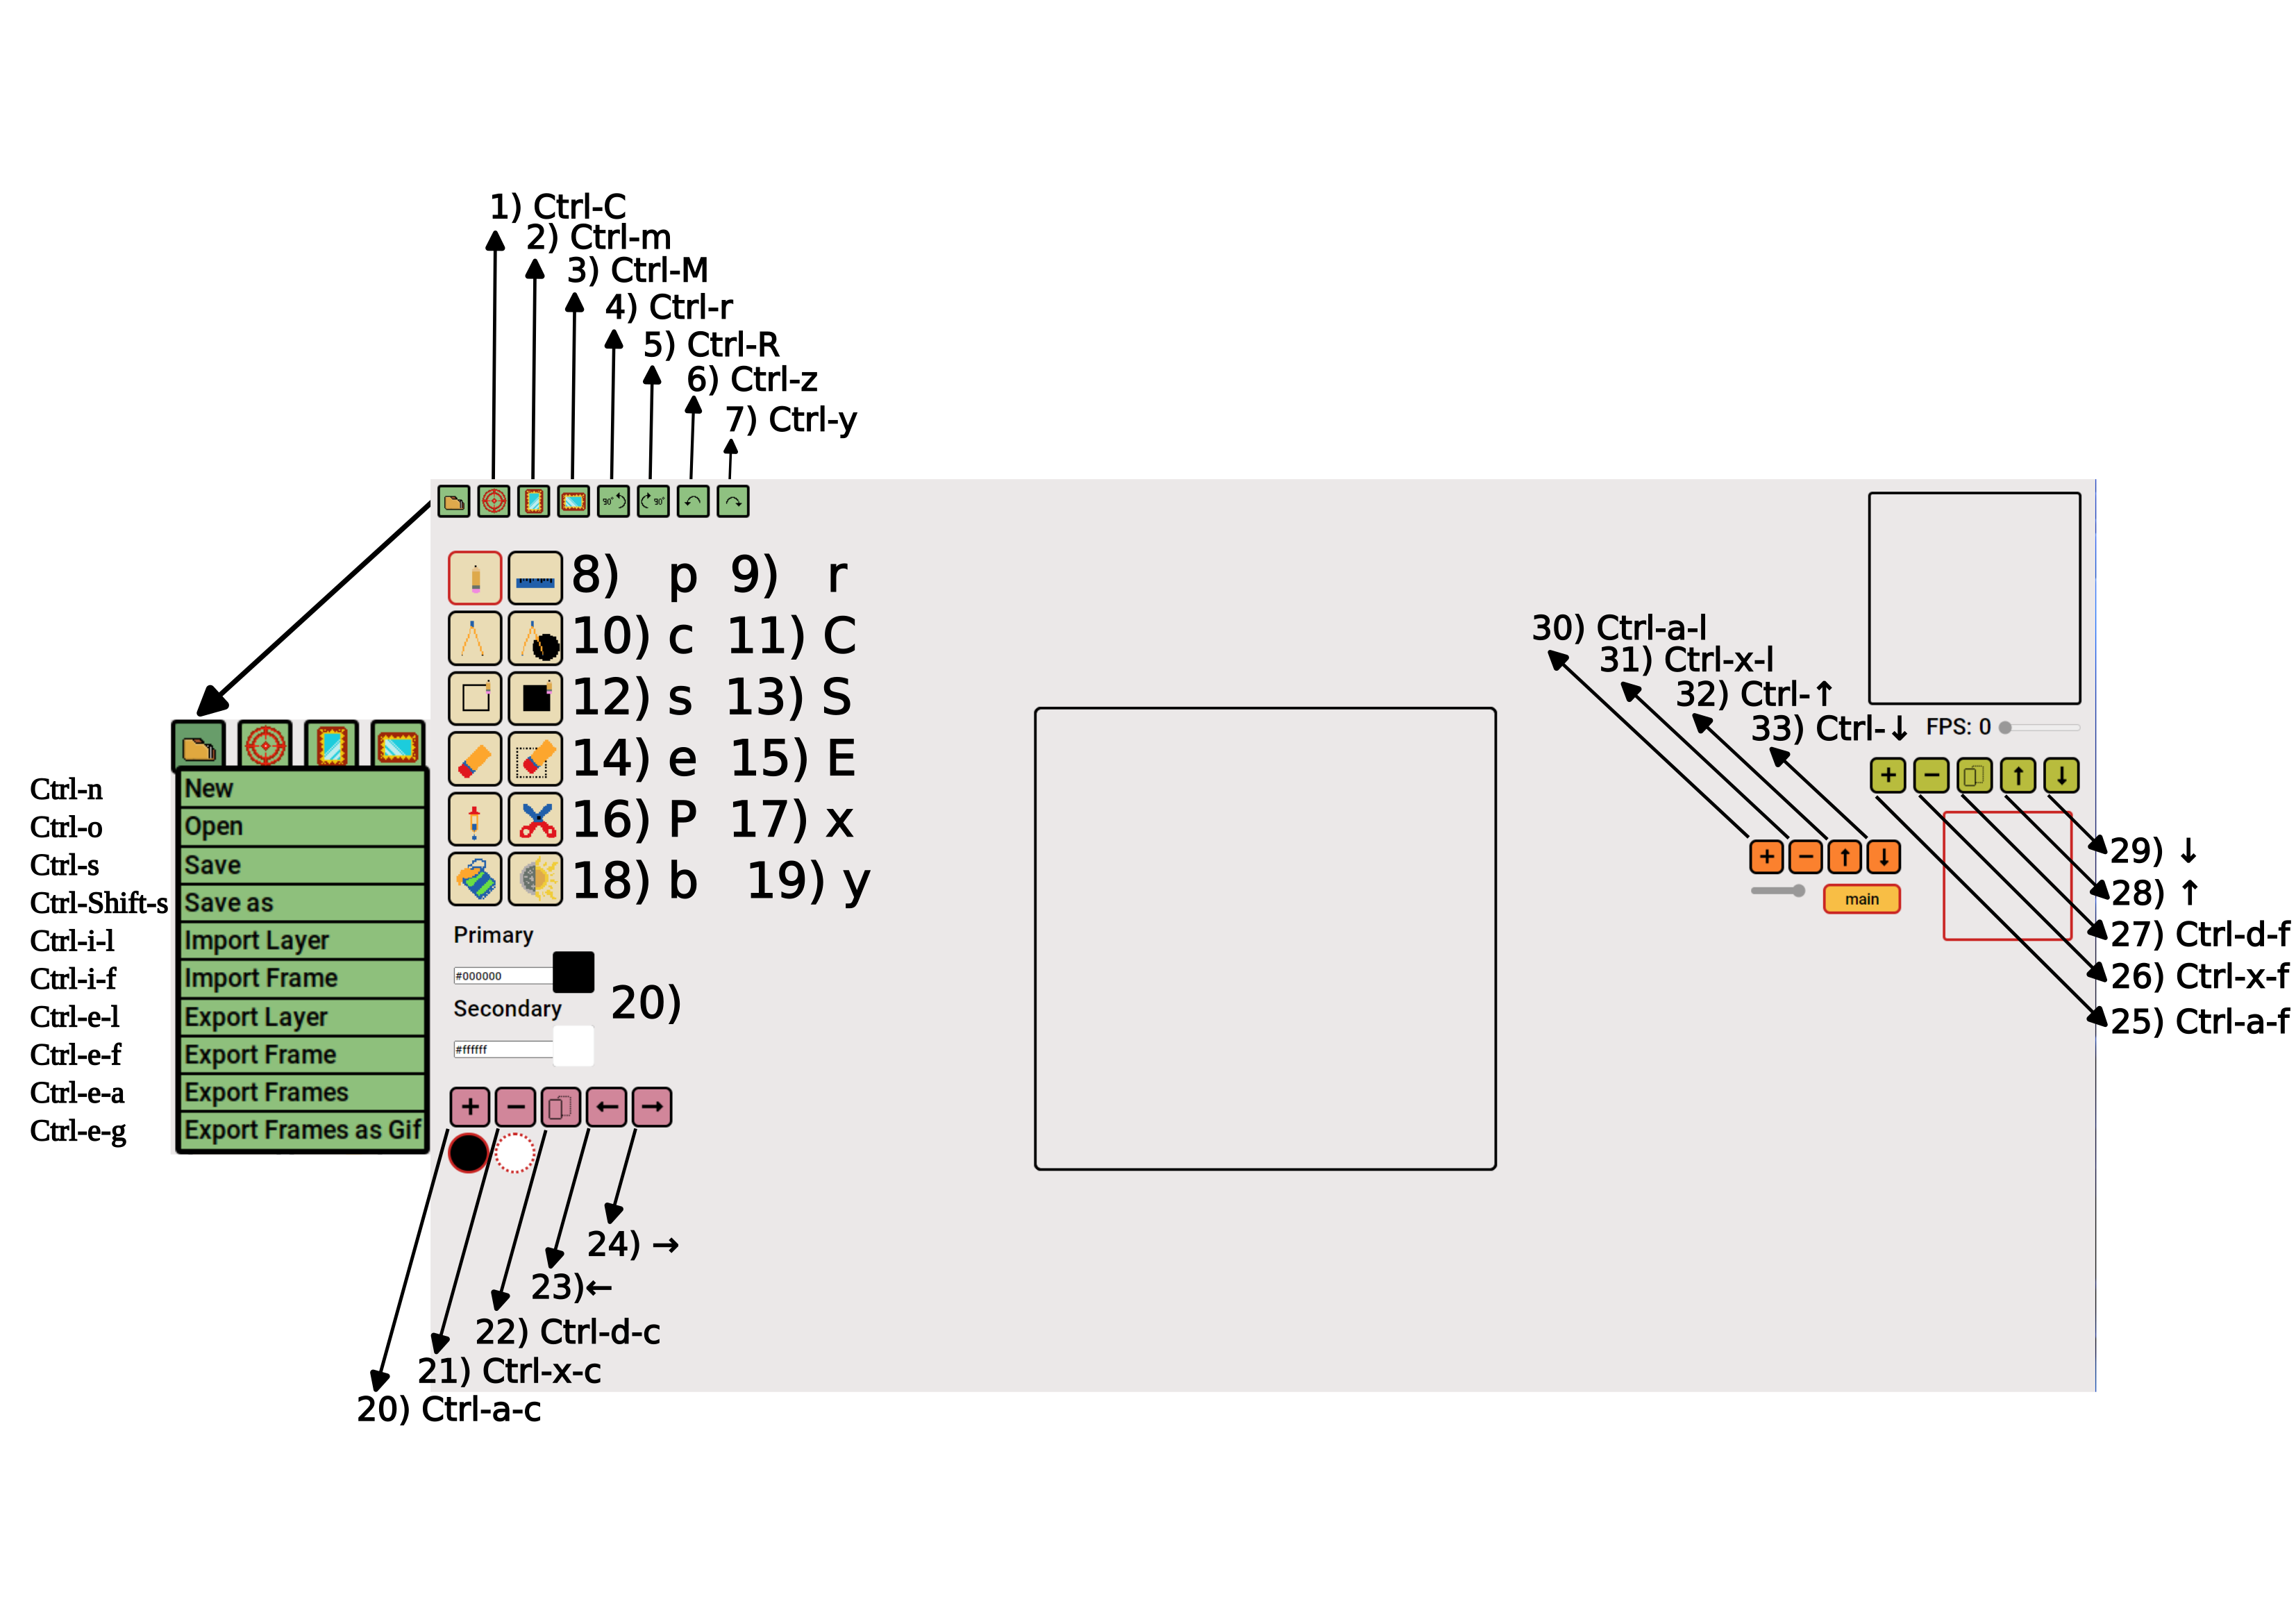 1) Ctrl-C
2) Ctrl-m
3) Ctrl-M
4) Ctrl-r
5) Ctrl-R
6) Ctrl-z
7) Ctrl-y
90° 90°
8) p 9) r
10) c 11) C
12) s 13) S
14) e 15) E
16) P 17) x
18) b 19) y
Primary
#000000
20)
Secondary
#ffffff
+ − ← →
24) →
23)←
22) Ctrl-d-c
21) Ctrl-x-c
20) Ctrl-a-c
Ctrl-n New
Ctrl-o Open
Ctrl-s Save
Ctrl-Shift-s Save as
Ctrl-i-l Import Layer
Ctrl-i-f Import Frame
Ctrl-e-l Export Layer
Ctrl-e-f Export Frame
Ctrl-e-a Export Frames
Ctrl-e-g Export Frames as Gif
30) Ctrl-a-l
31) Ctrl-x-l
32) Ctrl-↑
33) Ctrl-↓
FPS: 0
+ − ↑ ↓
+ − ↑ ↓
main
29) ↓
28) ↑
27) Ctrl-d-f
26) Ctrl-x-f
25) Ctrl-a-f